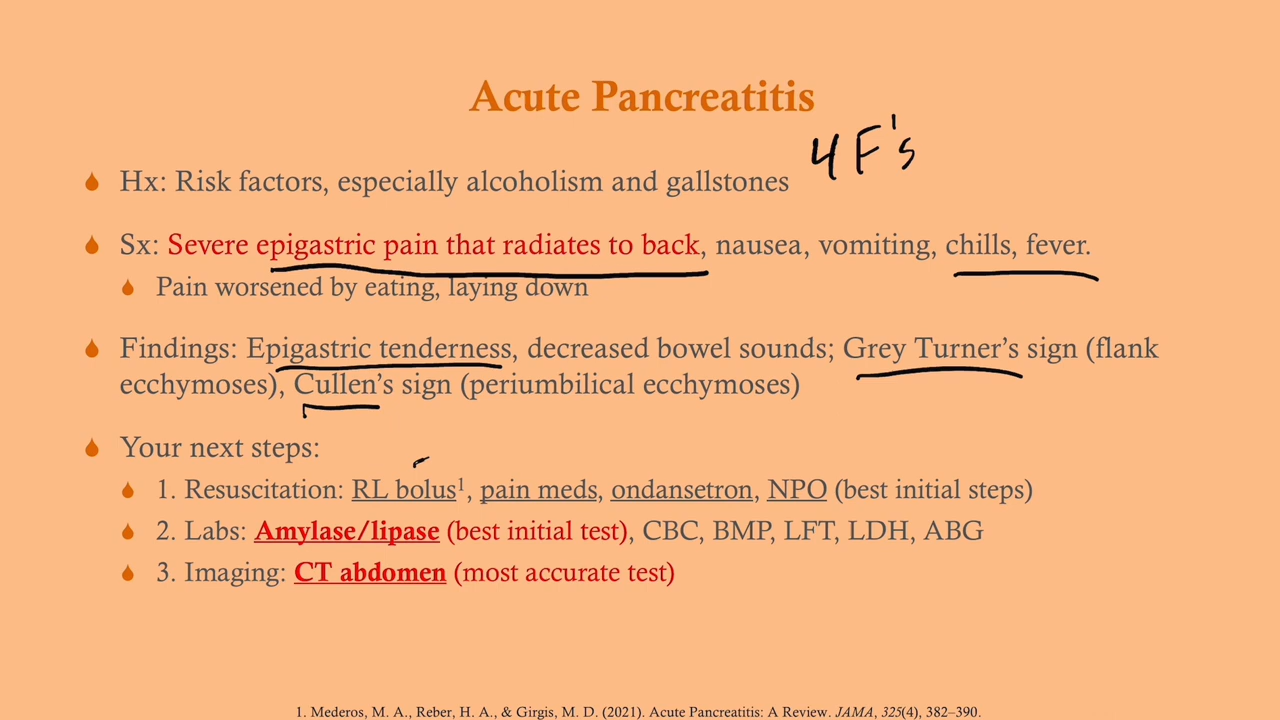 Acute Pancreatitis
4 F's
Hx: Risk factors, especially alcoholism and gallstones
Sx: Severe epigastric pain that radiates to back, nausea, vomiting, chills, fever.
Pain worsened by eating, laying down
Findings: Epigastric tenderness, decreased bowel sounds; Grey Turner's sign (flank
ecchymoses), Cullen's sign (periumbilical ecchymoses)
Your next steps:
1. Resuscitation: RL bolus¹, pain meds, ondansetron, NPO (best initial steps)
2. Labs: Amylase/lipase (best initial test), CBC, BMP, LFT, LDH, ABG
3. Imaging: CT abdomen (most accurate test)
1. Mederos, M. A., Reber, H. A., & Girgis, M. D. (2021). Acute Pancreatitis: A Review. JAMA, 325(4), 382–390.